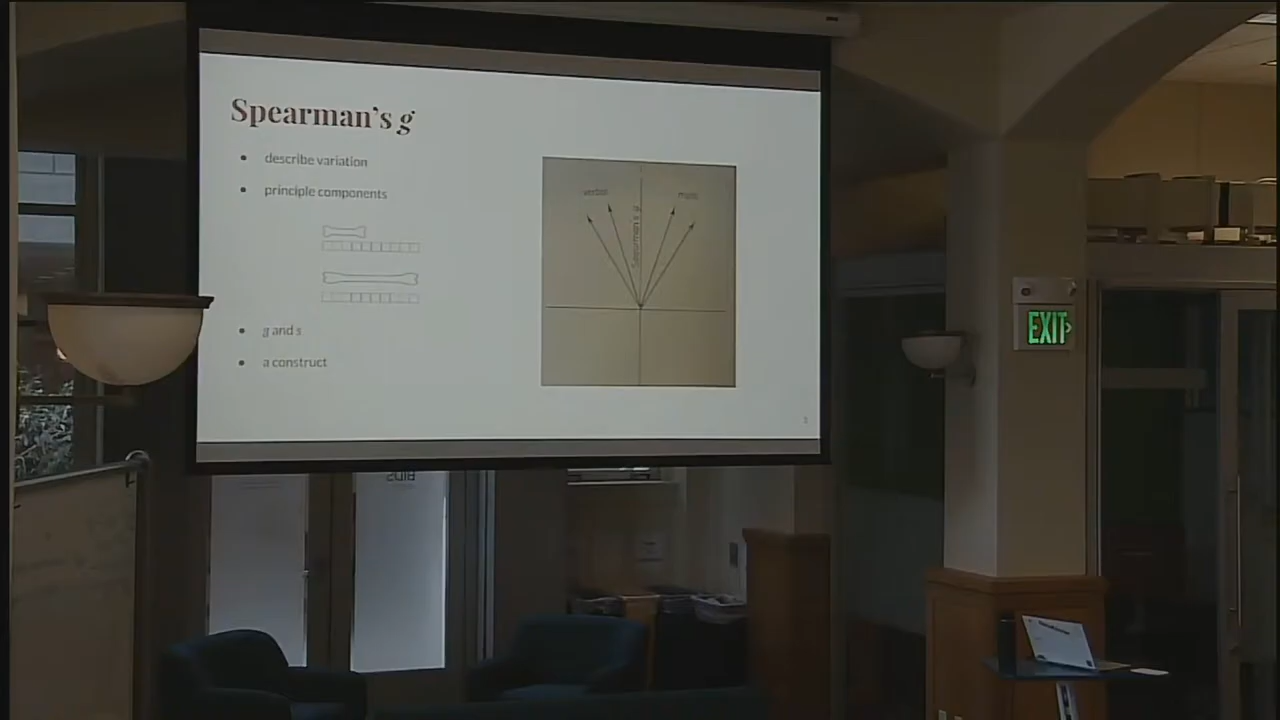 Spearman's g
describe variation
principle components
g and s
a construct
verbal
math
Spearman's g
EXIT